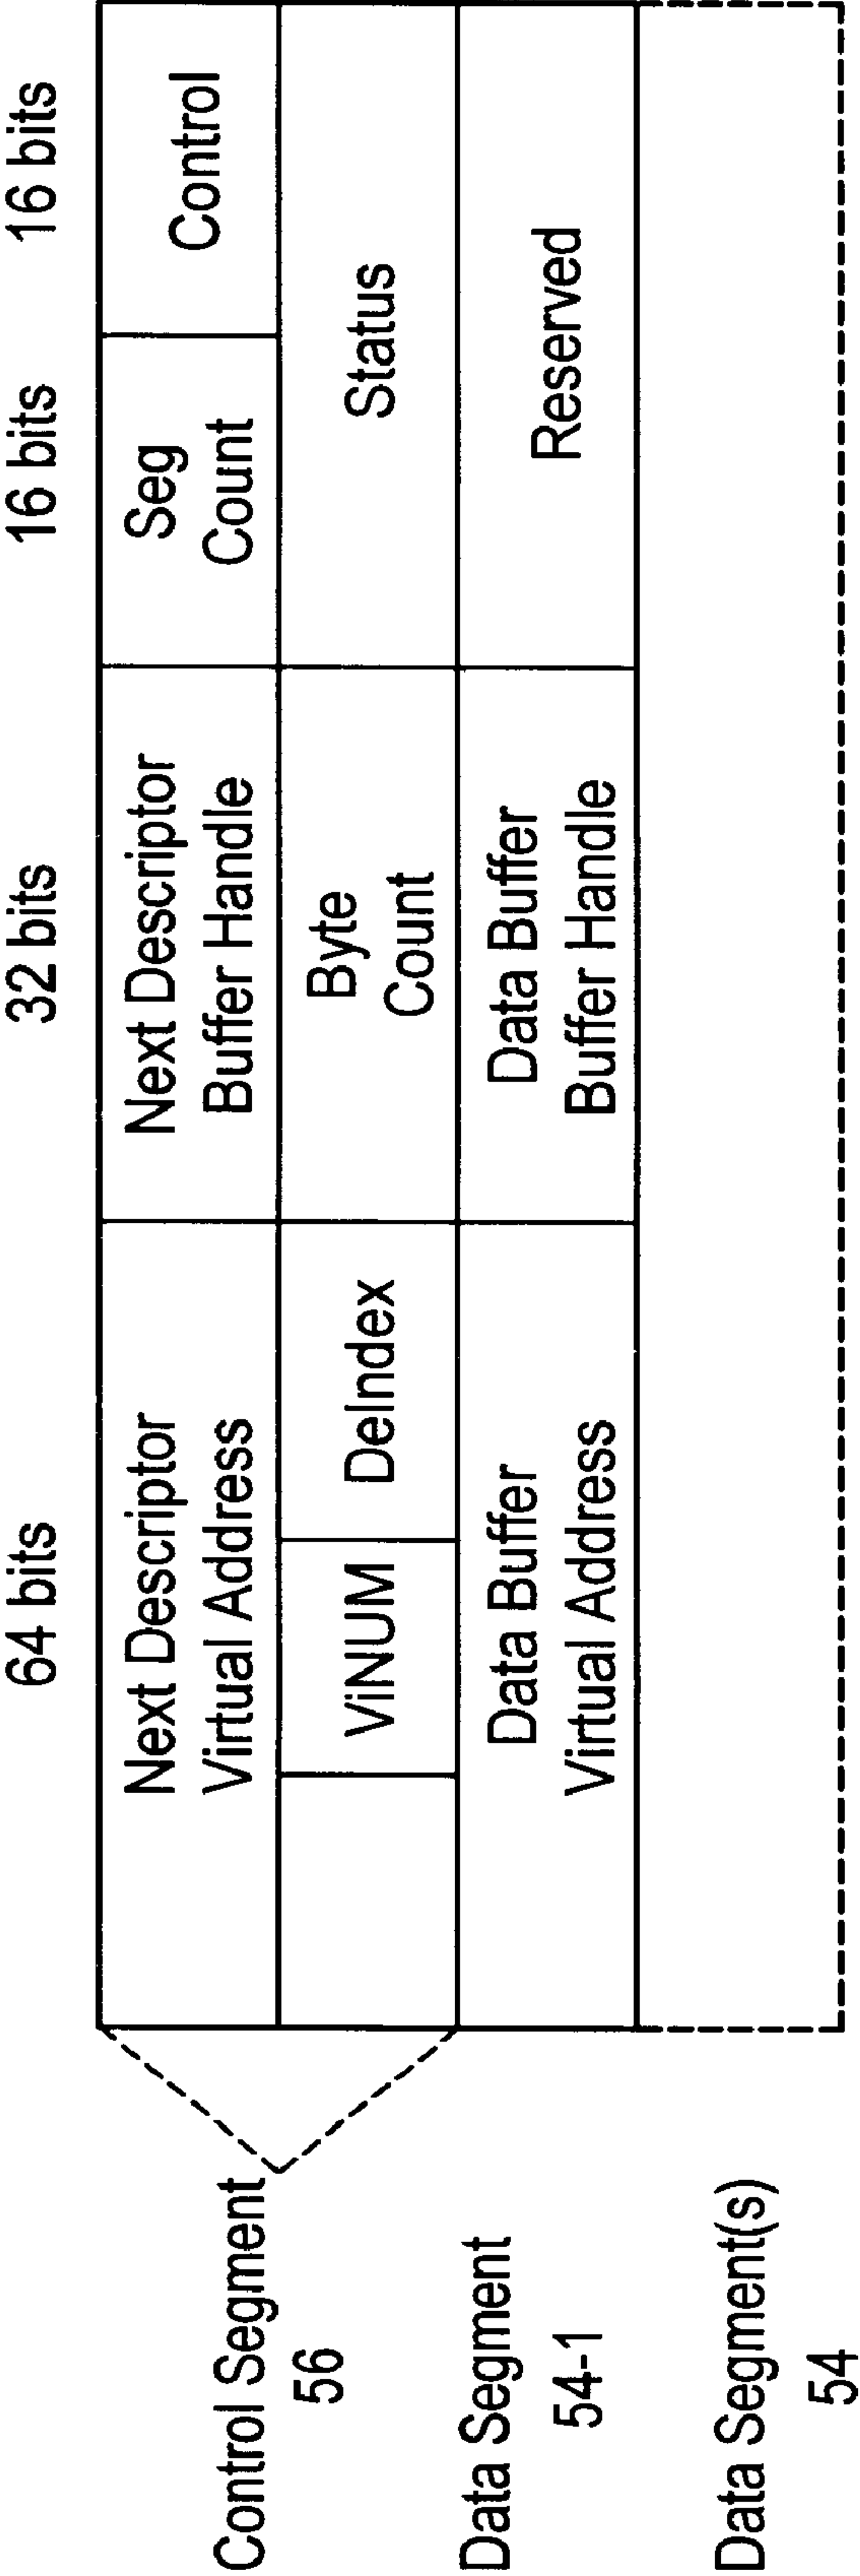 64 bits
32 bits
16 bits
16 bits
Control Segment
56
Next Descriptor
Virtual Address
Next Descriptor
Buffer Handle
Seg
Count
Control
ViNUM
DeIndex
Byte
Count
Status
Data Segment
54-1
Data Buffer
Virtual Address
Data Buffer
Buffer Handle
Reserved
Data Segment(s)
54